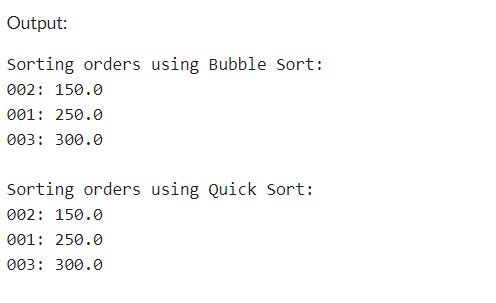 Output:
Sorting orders using Bubble Sort:
002: 150.0
001: 250.0
003: 300.0
Sorting orders using Quick Sort:
002: 150.0
001: 250.0
003: 300.0